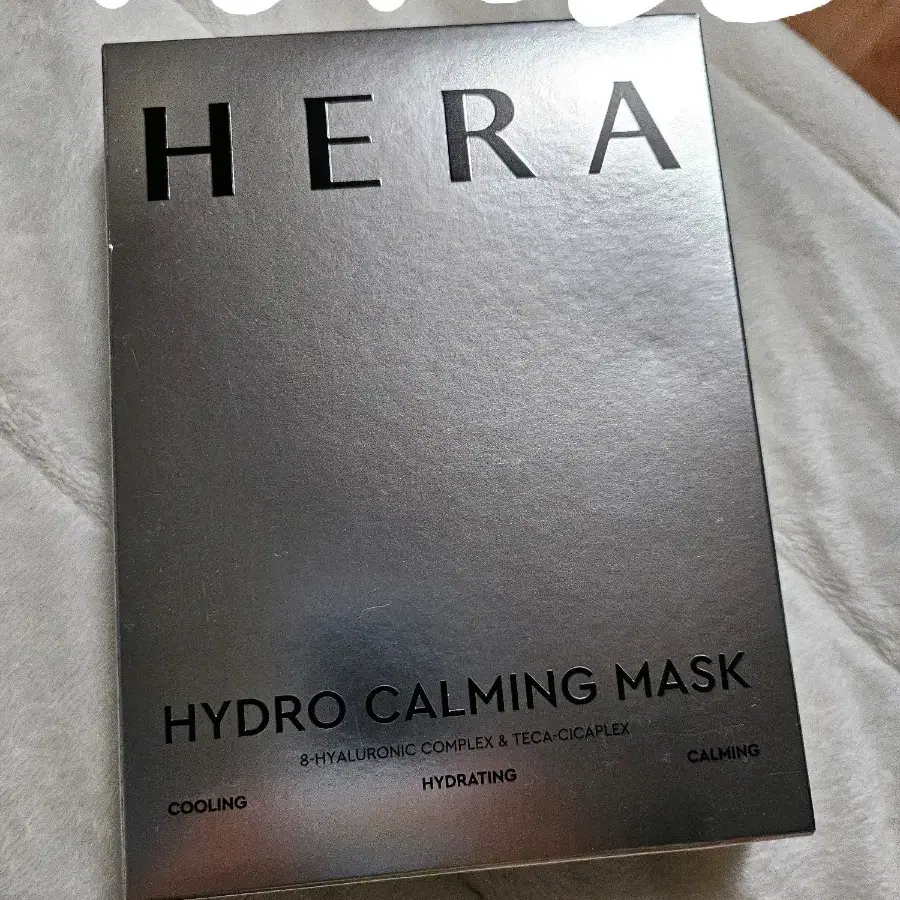 HERA
HYDRO CALMING MASK
8-HYALURONIC COMPLEX & TECA-CICAPLEX
COOLING
HYDRATING
CALMING